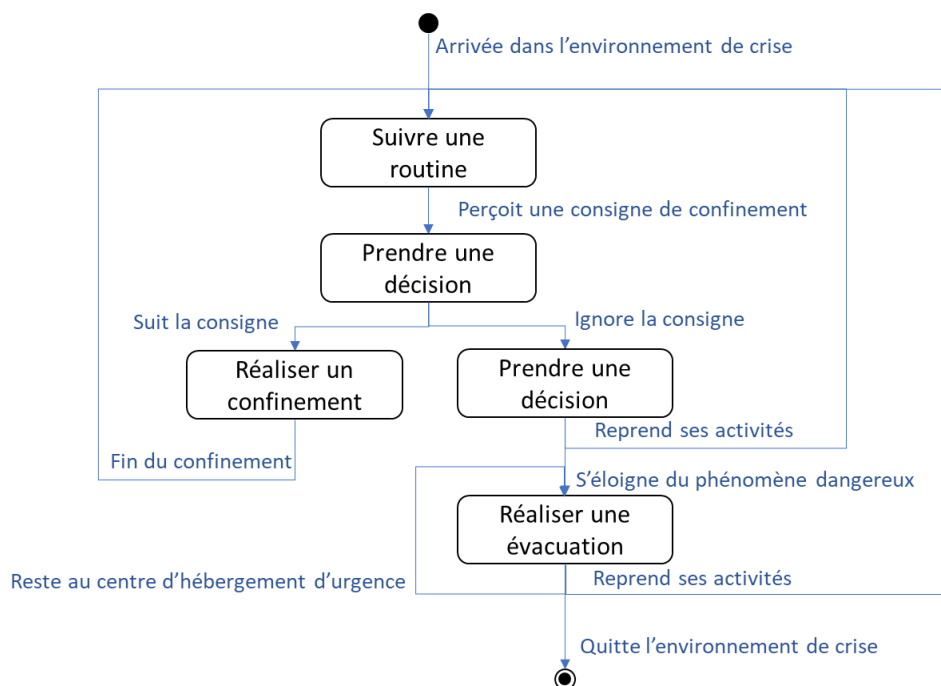 Arrivée dans l’environnement de crise
Suivre une
routine
Perçoit une consigne de confinement
Prendre une
décision
Suit la consigne
Ignore la consigne
Réaliser un
confinement
Prendre une
décision
Reprend ses activités
Fin du confinement
S’éloigne du phénomène dangereux
Réaliser une
évacuation
Reste au centre d’hébergement d’urgence
Reprend ses activités
Quitte l’environnement de crise